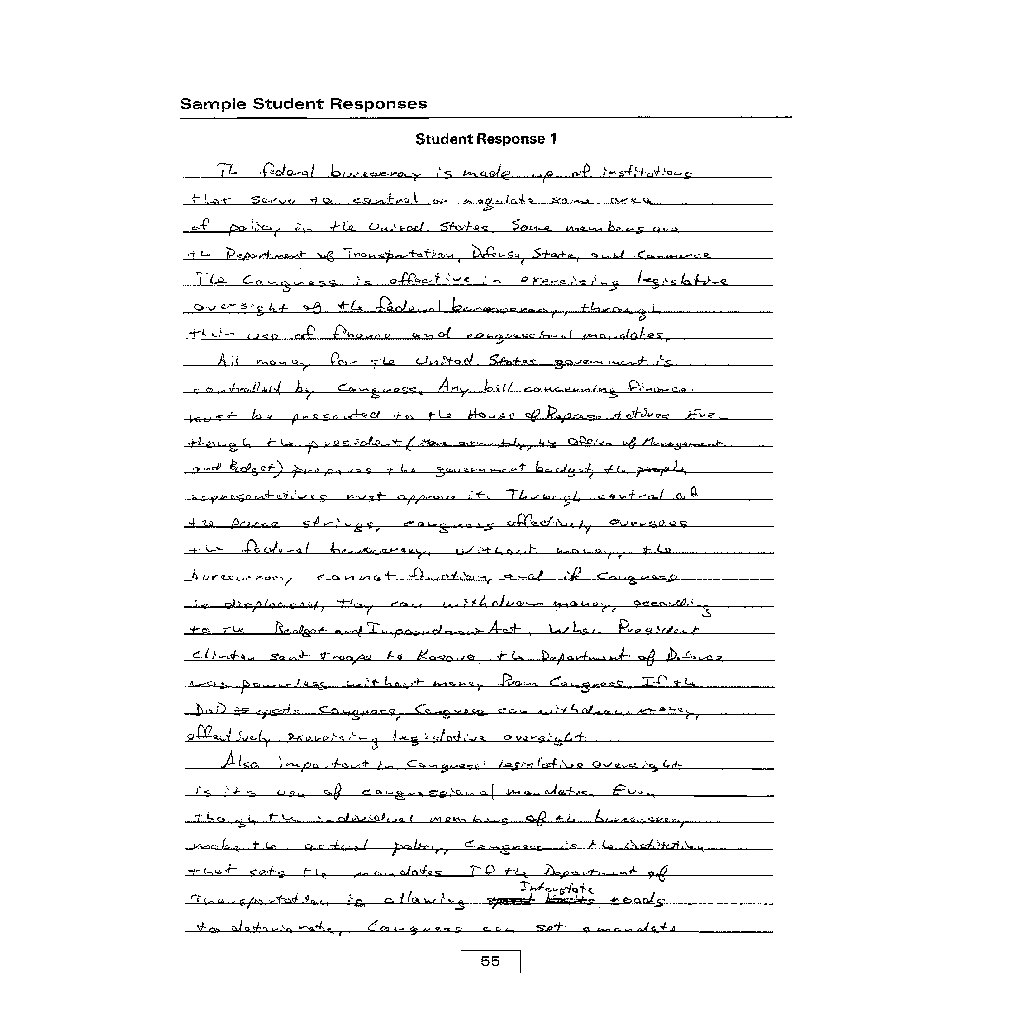 Sample Student Responses
Student Response 1
The federal bureaucracy is made up of institutions
that serve to control or regulate some area
of policy in the United States. Some members are
the Department of Transportation, Defense, State, and Commerce
The Congress is effective in exercising legislative
oversight of the federal bureaucracy through
their use of finance and congressional mandates.
All money for the United States government is
controlled by Congress. Any bill concerning finance
must be presented to the House of Representatives Even
though the president ( Office of Management
and Budget) prepares the government budget, the
representatives must approve it. Through control of
the purse strings, congress effectively oversees
the federal bureaucracy. Without money, the
bureaucracy cannot function, and if Congress
is displeased, they can withdraw money, according
to the Budget and Impoundment Act. When President
Clinton sent troops to Kosovo, the Department of Defense
was powerless without money from Congress. If the
DoD Congress, Congress can withdraw money,
effectively exercising legislative oversight.
Also important in Congress' legislative oversight
is its use of congressional mandates. Even
though the individual members of the bureaucracy
make the actual policy, Congress is the institution
that sets the mandates. If the Department of
Interstate
Transportation is allowing roads
to deteriorate, Congress can set a mandate
55